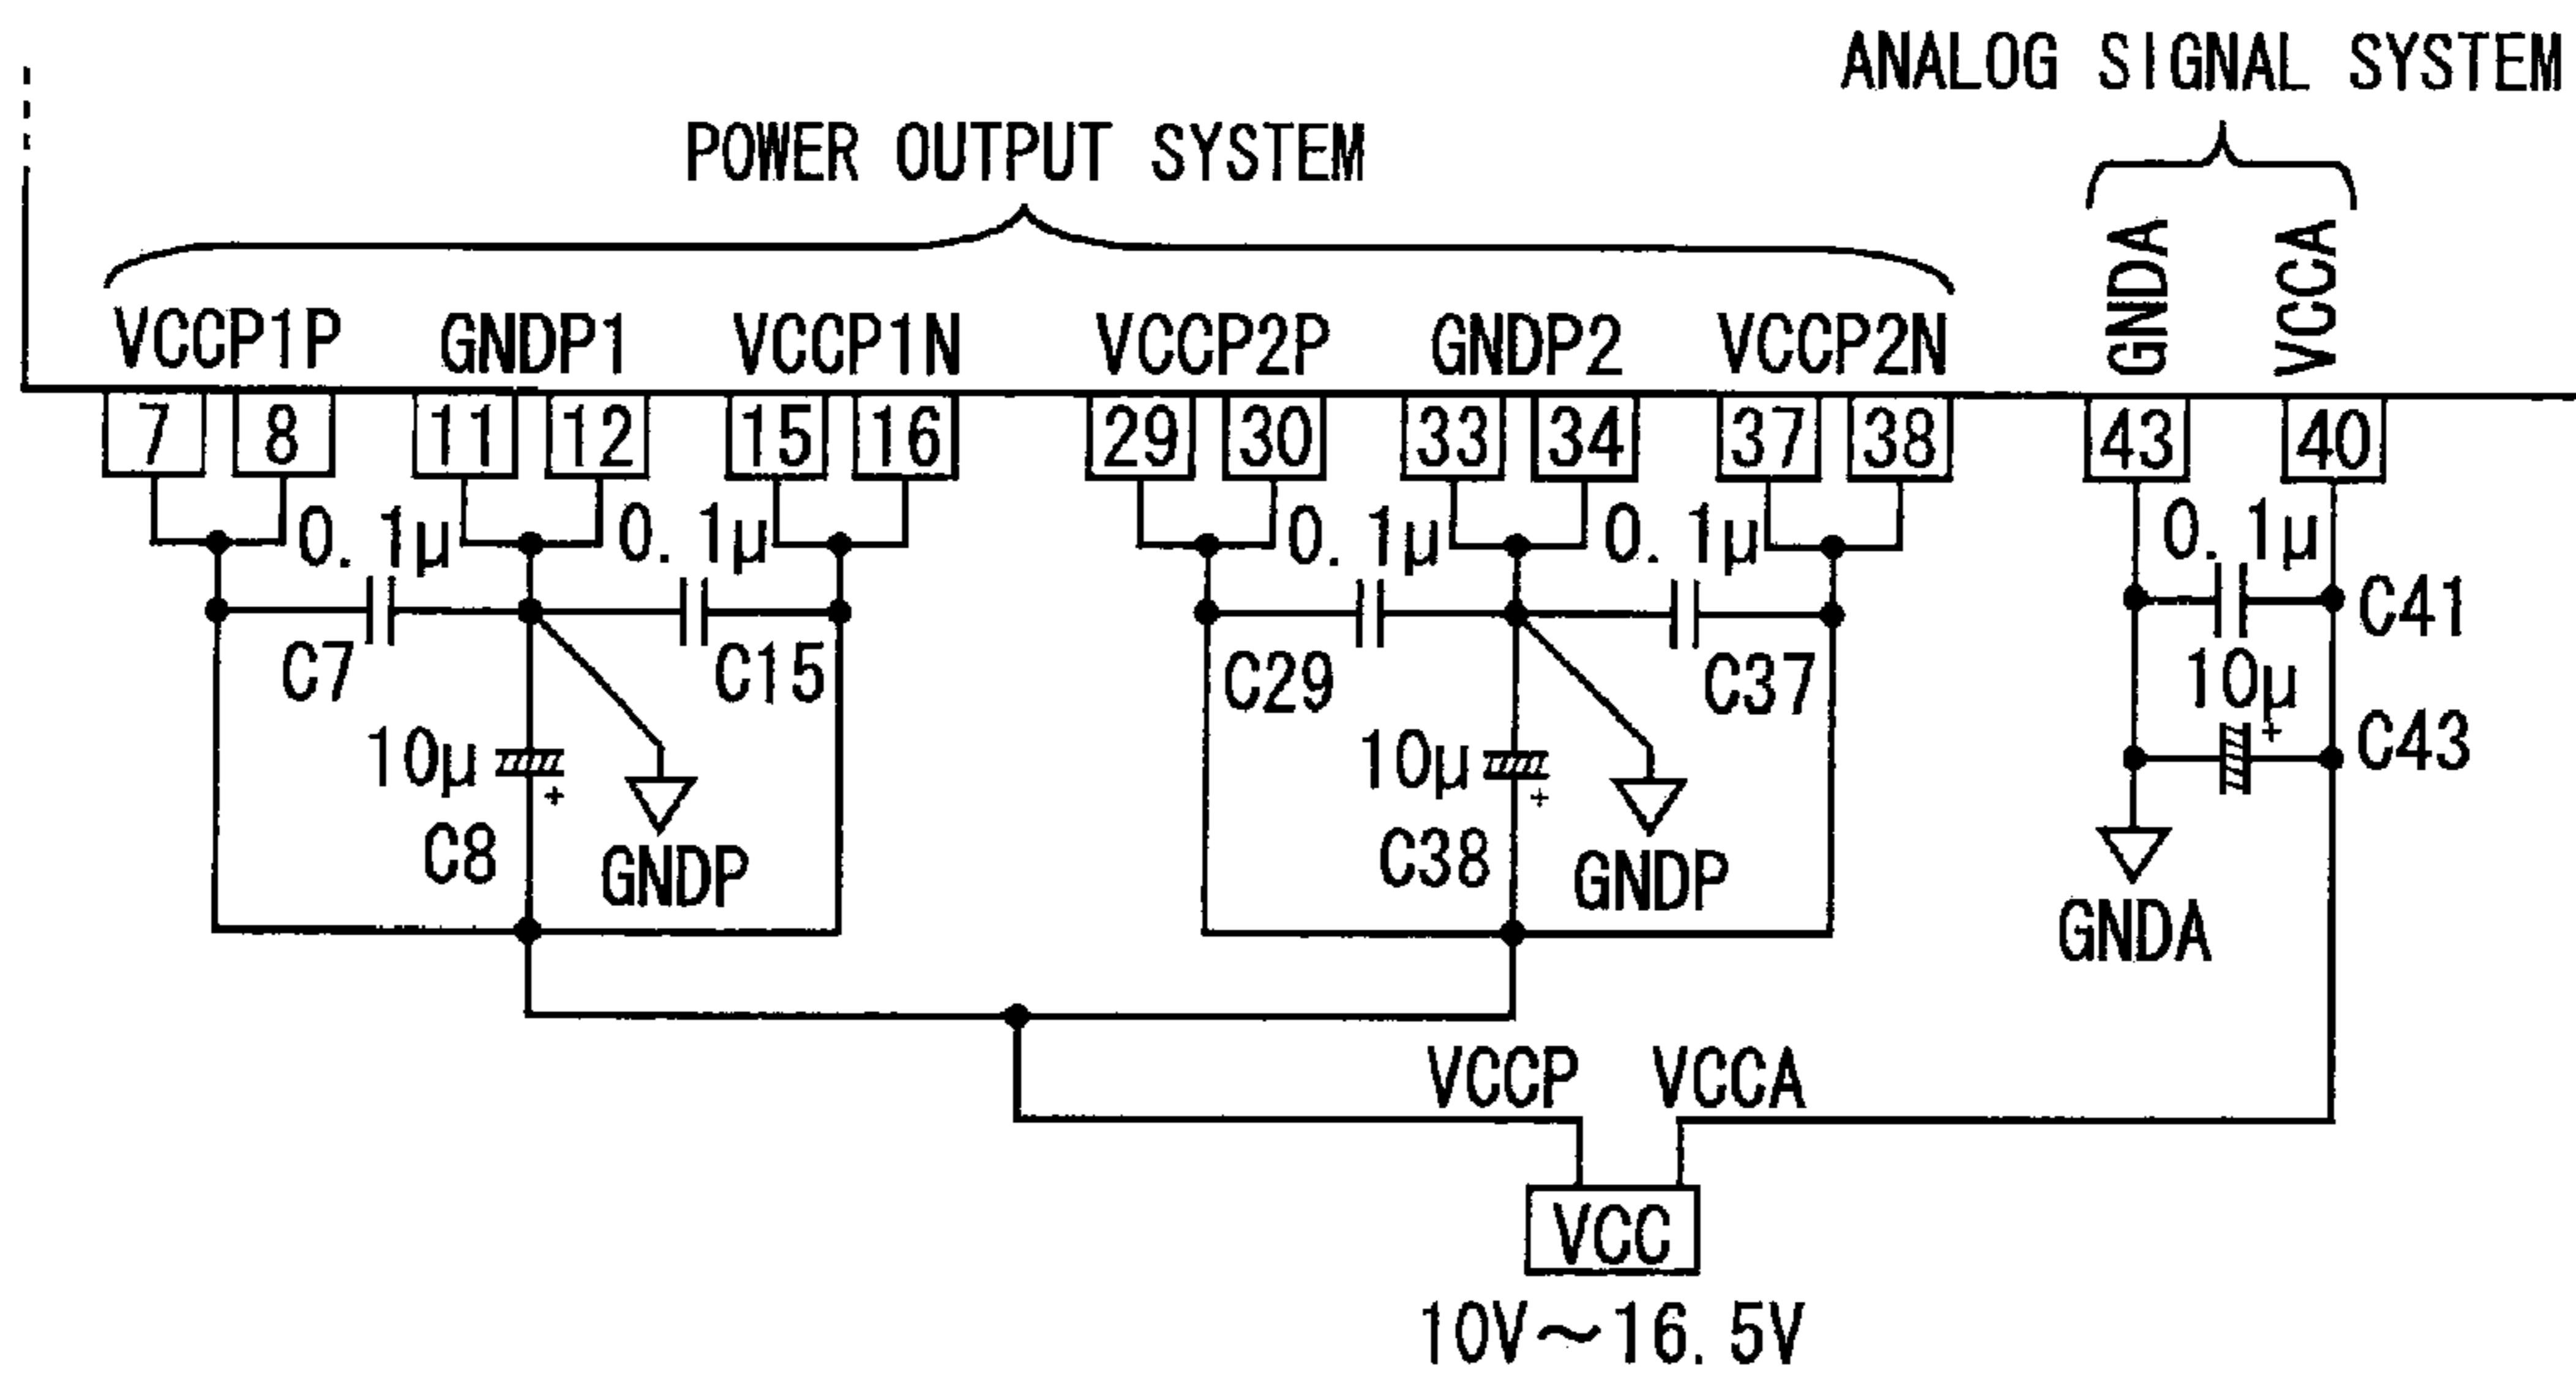 ANALOG SIGNAL SYSTEM
POWER OUTPUT SYSTEM
VCCP1P GNDP1 VCCP1N VCCP2P GNDP2 VCCP2N GNDA VCCA
7 8 11 12 15 16 29 30 33 34 37 38 43 40
0.1μ 0.1μ 0.1μ 0.1μ 0.1μ
C41
C7 C15 C29 C37 10μ
10μ + 10μ + + C43
C8 GNDP C38 GNDP
GNDA
VCCP VCCA
VCC
10V~16.5V